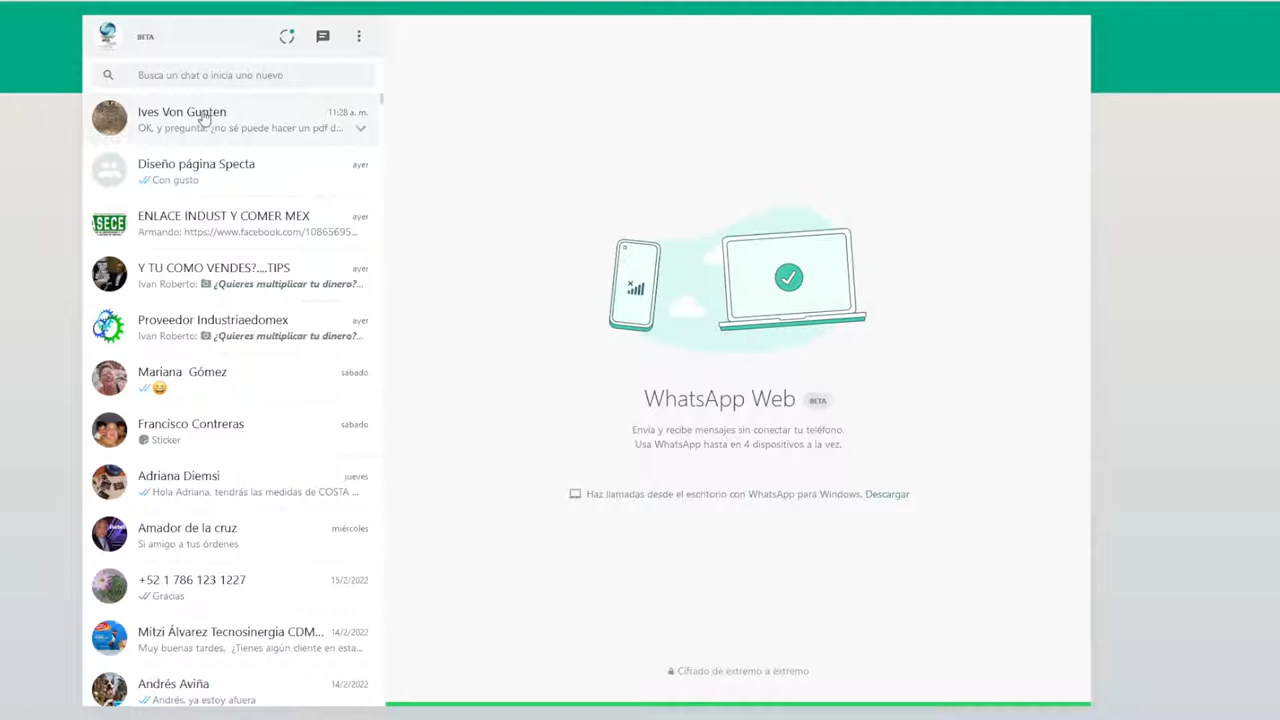 BETA
Busca un chat o inicia uno nuevo
Ives Von Gunten
11:28 a. m.
OK, y pregunta: ¿no sé puede hacer un pdf d...
Diseño página Specta
ayer
Con gusto
ENLACE INDUST Y COMER MEX
ayer
Armando: https://www.facebook.com/10865695...
ASECE
Y TU COMO VENDES?....TIPS
ayer
Ivan Roberto: ¿Quieres multiplicar tu dinero?...
Proveedor Industriaedomex
ayer
Ivan Roberto: ¿Quieres multiplicar tu dinero?...
Mariana Gómez
sábado
😄
Francisco Contreras
sábado
Sticker
Adriana Diemsi
jueves
Hola Adriana, tendrás las medidas de COSTA ...
Amador de la cruz
miércoles
Si amigo a tus órdenes
+52 1 786 123 1227
15/2/2022
Gracias
Mitzi Álvarez Tecnosinergia CDM...
14/2/2022
Muy buenas tardes, ¿Tienes algún cliente en esta...
Andrés Aviña
14/2/2022
Andrés, ya estoy afuera
WhatsApp Web BETA
Envía y recibe mensajes sin conectar tu teléfono.
Usa WhatsApp hasta en 4 dispositivos a la vez.
Haz llamadas desde el escritorio con WhatsApp para Windows. Descargar
Cifrado de extremo a extremo